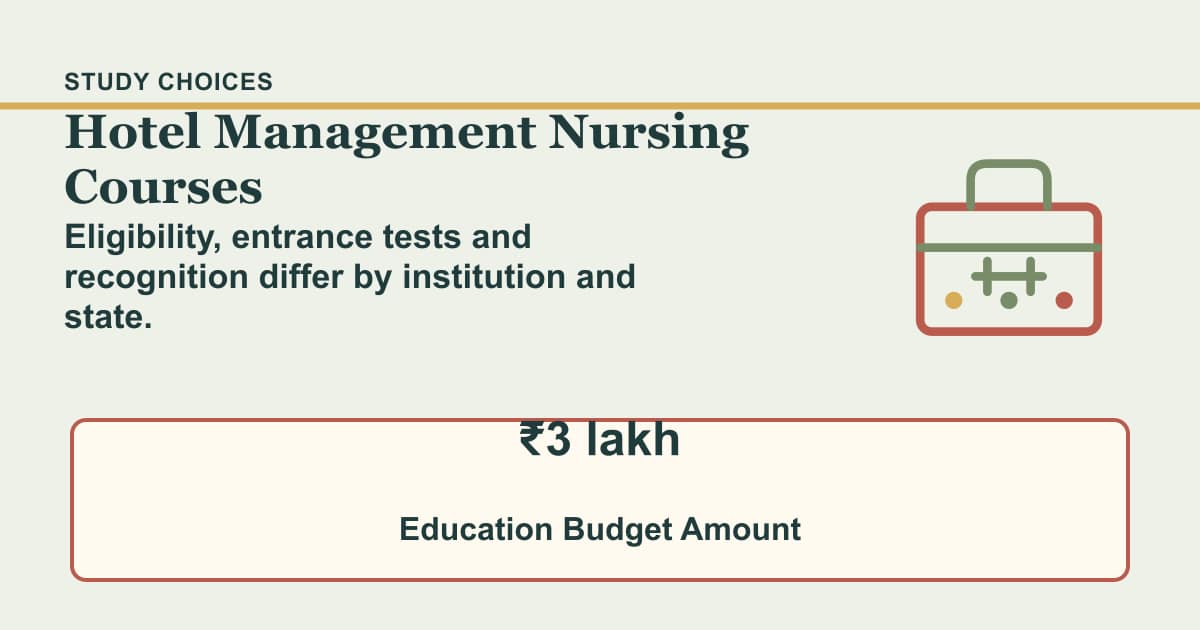 STUDY CHOICES
Hotel Management Nursing
Courses
Eligibility, entrance tests and
recognition differ by institution and
state.
₹3 lakh
Education Budget Amount